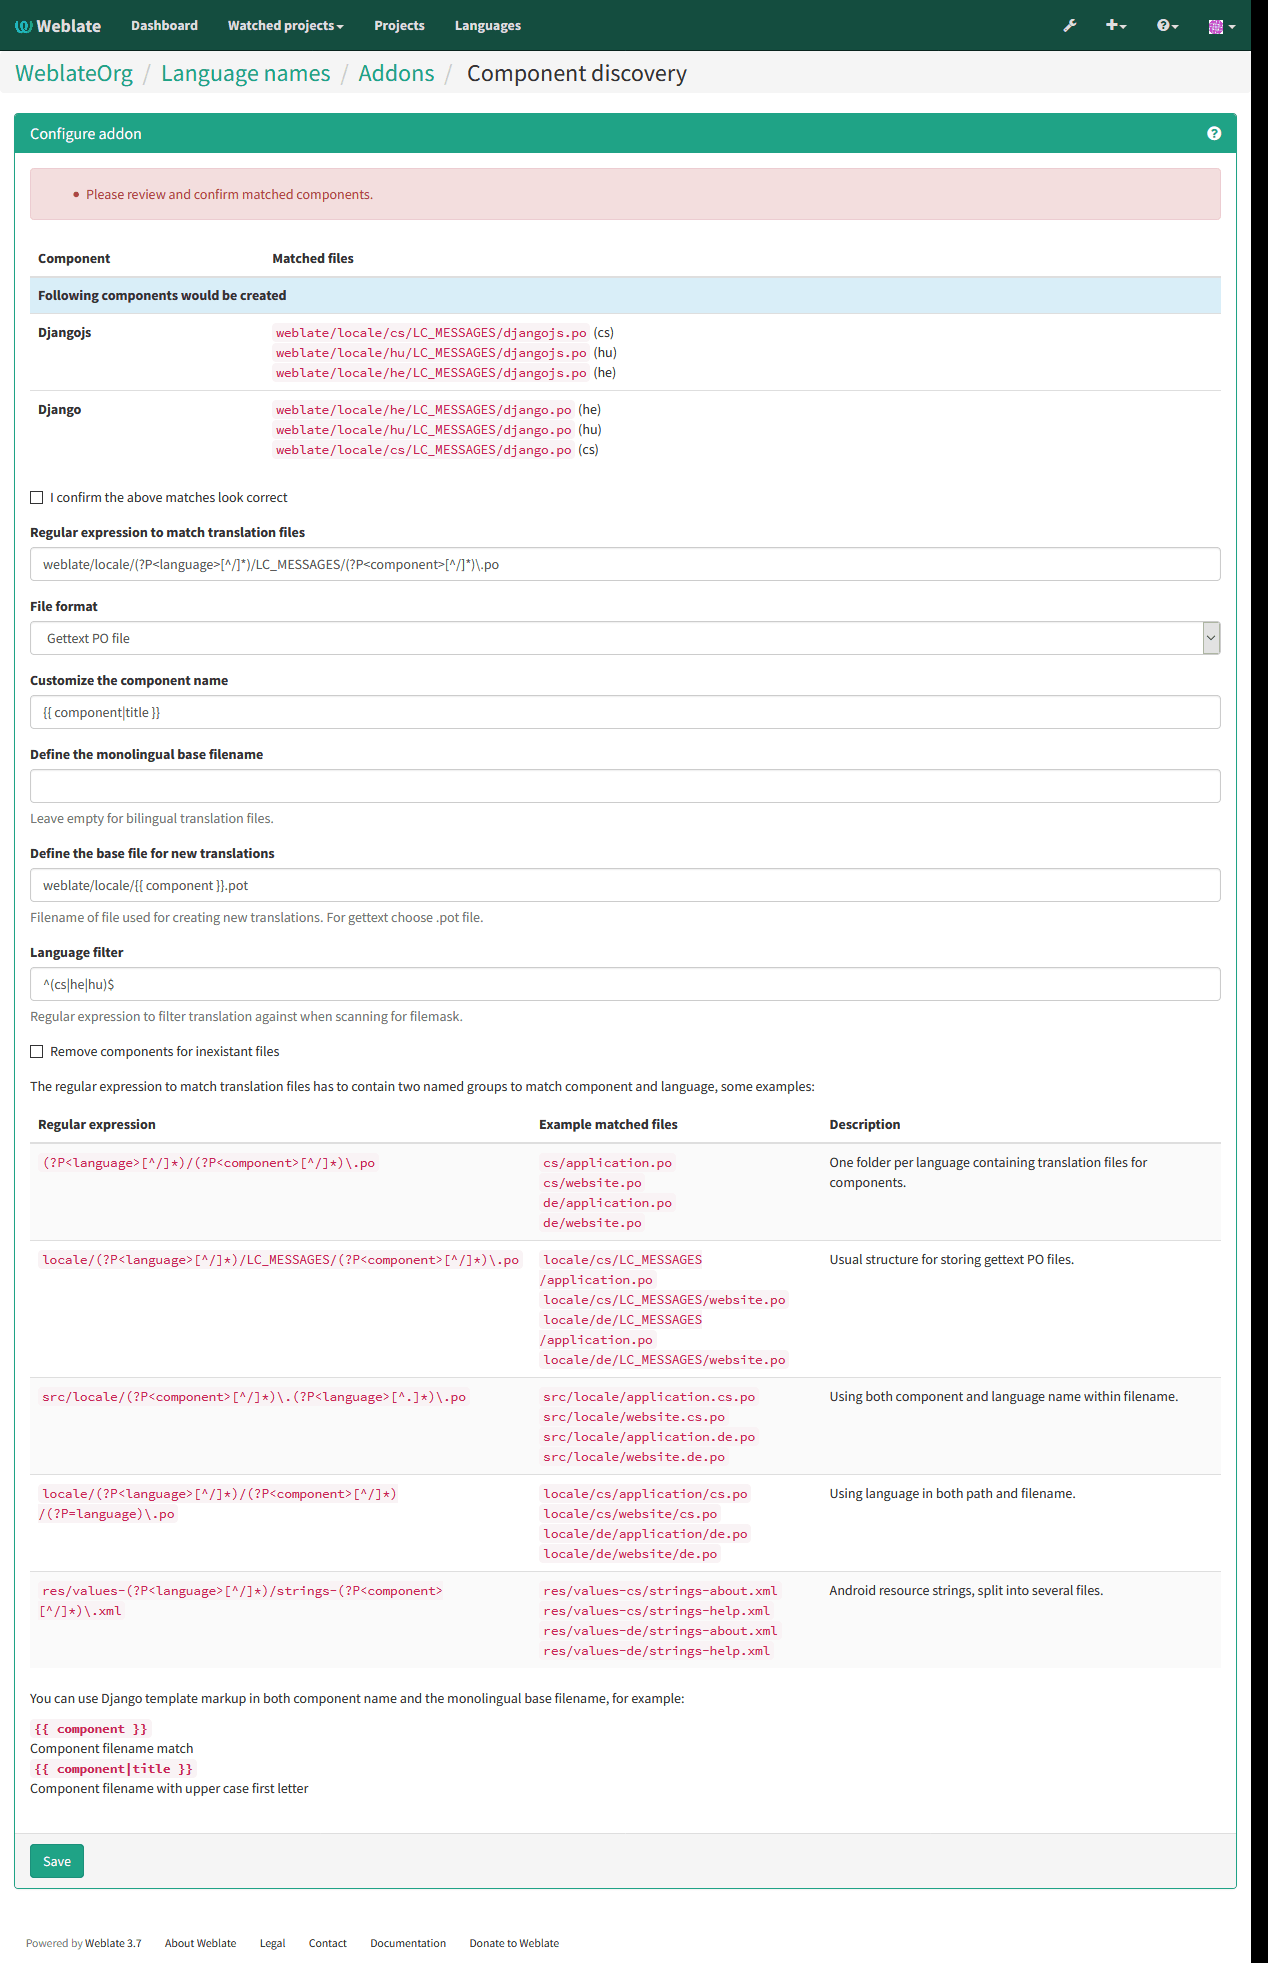 Weblate Dashboard Watched projects Projects Languages
WeblateOrg / Language names / Addons / Component discovery
Configure addon
Please review and confirm matched components.
Component Matched files
Following components would be created
Djangojs weblate/locale/cs/LC_MESSAGES/djangojs.po (cs)
weblate/locale/hu/LC_MESSAGES/djangojs.po (hu)
weblate/locale/he/LC_MESSAGES/djangojs.po (he)
Django weblate/locale/he/LC_MESSAGES/django.po (he)
weblate/locale/hu/LC_MESSAGES/django.po (hu)
weblate/locale/cs/LC_MESSAGES/django.po (cs)
I confirm the above matches look correct
Regular expression to match translation files
weblate/locale/(?P<language>[^/]*)/LC_MESSAGES/(?P<component>[^/]*)\.po
File format
Gettext PO file
Customize the component name
{{ component|title }}
Define the monolingual base filename
Leave empty for bilingual translation files.
Define the base file for new translations
weblate/locale/{{ component }}.pot
Filename of file used for creating new translations. For gettext choose .pot file.
Language filter
^(cs|he|hu)$
Regular expression to filter translation against when scanning for filemask.
Remove components for inexistant files
The regular expression to match translation files has to contain two named groups to match component and language, some examples:
Regular expression Example matched files Description
(?P<language>[^/]*)/(?P<component>[^/]*)\.po cs/application.po One folder per language containing translation files for
cs/website.po components.
de/application.po
de/website.po
locale/(?P<language>[^/]*)/LC_MESSAGES/(?P<component>[^/]*)\.po locale/cs/LC_MESSAGES Usual structure for storing gettext PO files.
/application.po
locale/cs/LC_MESSAGES/website.po
locale/de/LC_MESSAGES
/application.po
locale/de/LC_MESSAGES/website.po
src/locale/(?P<component>[^/]*)\.(?P<language>[^.]*)\.po src/locale/application.cs.po Using both component and language name within filename.
src/locale/website.cs.po
src/locale/application.de.po
src/locale/website.de.po
locale/(?P<language>[^/]*)/(?P<component>[^/]*) locale/cs/application/cs.po Using language in both path and filename.
/(?P=language)\.po locale/cs/website/cs.po
locale/de/application/de.po
locale/de/website/de.po
res/values-(?P<language>[^/]*)/strings-(?P<component> res/values-cs/strings-about.xml Android resource strings, split into several files.
[^/]*)\.xml res/values-cs/strings-help.xml
res/values-de/strings-about.xml
res/values-de/strings-help.xml
You can use Django template markup in both component name and the monolingual base filename, for example:
{{ component }}
Component filename match
{{ component|title }}
Component filename with upper case first letter
Save
Powered by Weblate 3.7 About Weblate Legal Contact Documentation Donate to Weblate